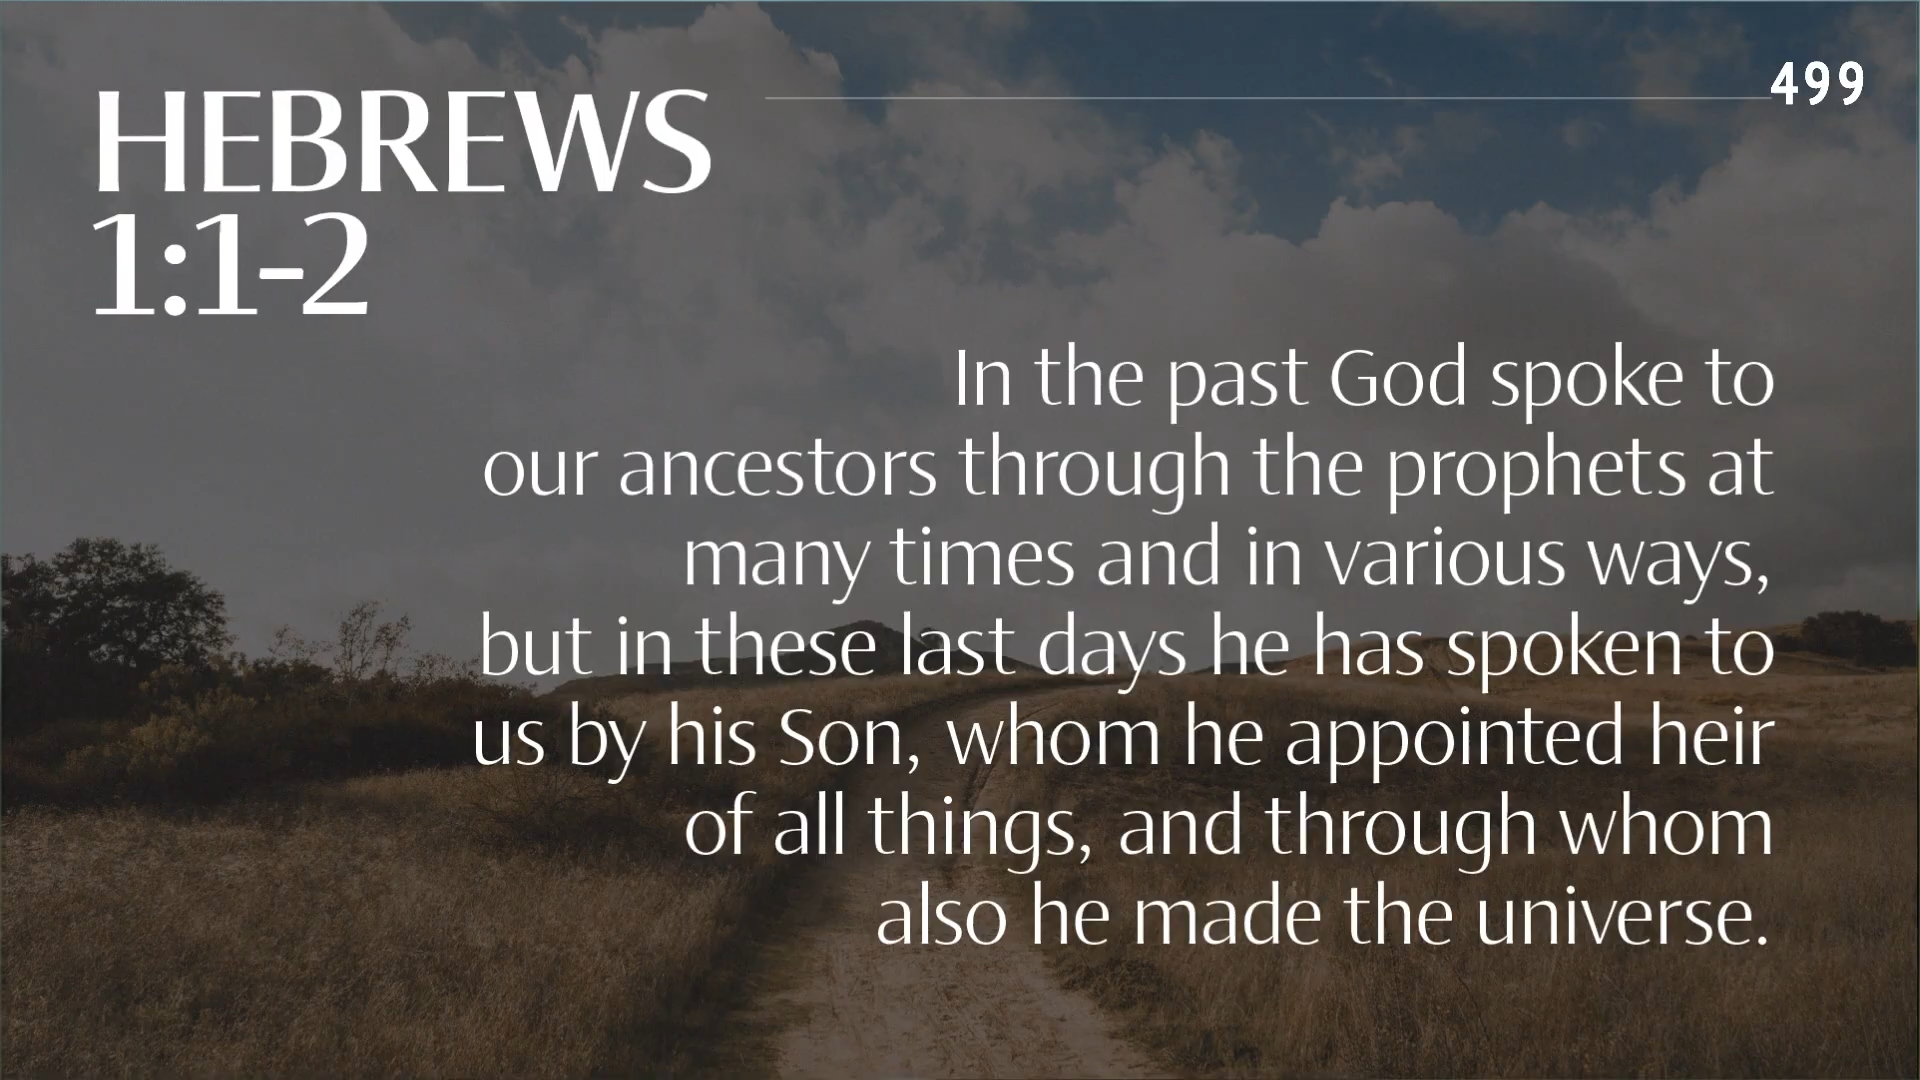 HEBREWS
1:1-2
499
In the past God spoke to
our ancestors through the prophets at
many times and in various ways,
but in these last days he has spoken to
us by his Son, whom he appointed heir
of all things, and through whom
also he made the universe.